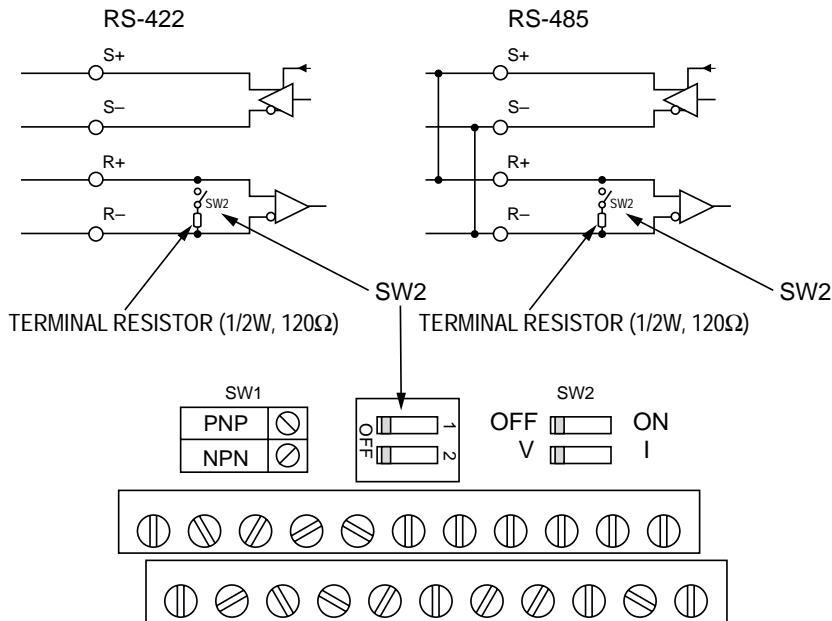 RS-422
S+
S–
R+
SW2
R–
TERMINAL RESISTOR (1/2W, 120Ω)
SW2
RS-485
S+
S–
R+
SW2
R–
TERMINAL RESISTOR (1/2W, 120Ω)
SW2
SW1
PNP
NPN
OFF
1
2
SW2
OFF ON
V I